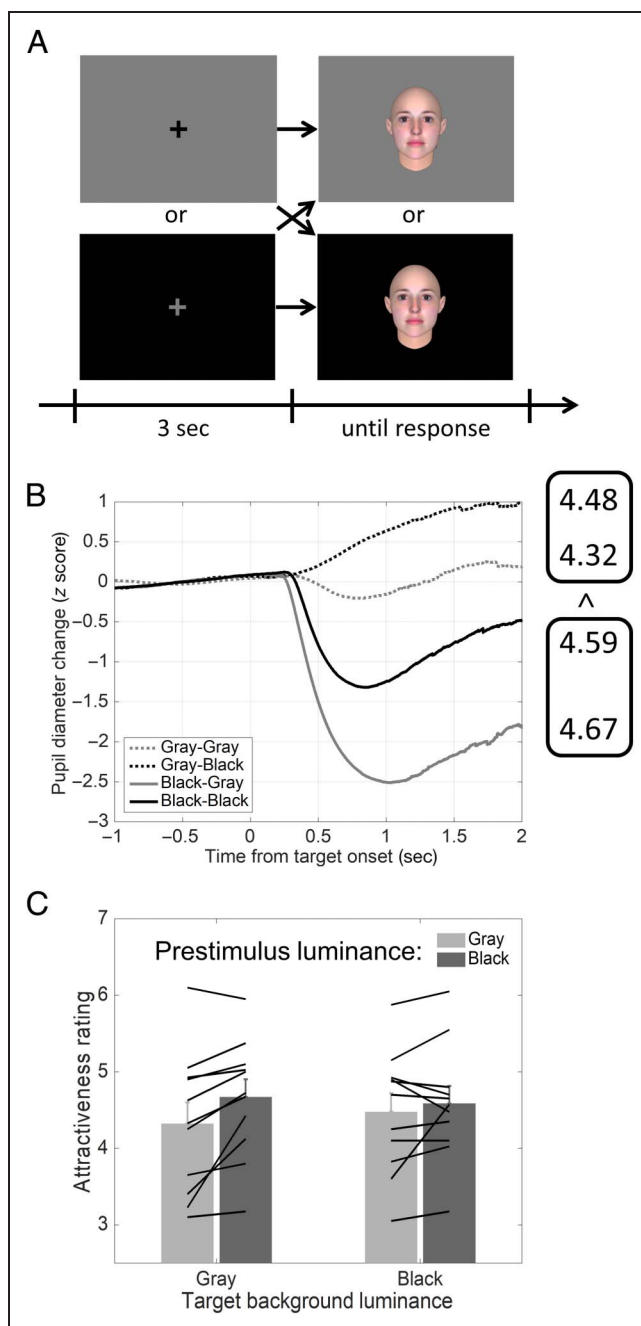 A
or
or
3 sec
until response
B
Pupil diameter change (z score)
1
0.5
0
−0.5
−1
−1.5
−2
−2.5
−3
Gray-Gray
Gray-Black
Black-Gray
Black-Black
−1
−0.5
0
0.5
1
1.5
2
Time from target onset (sec)
4.48
4.32
^
4.59
4.67
C
Attractiveness rating
7
6
5
4
3
Prestimulus luminance:
Gray
Black
Gray
Black
Target background luminance